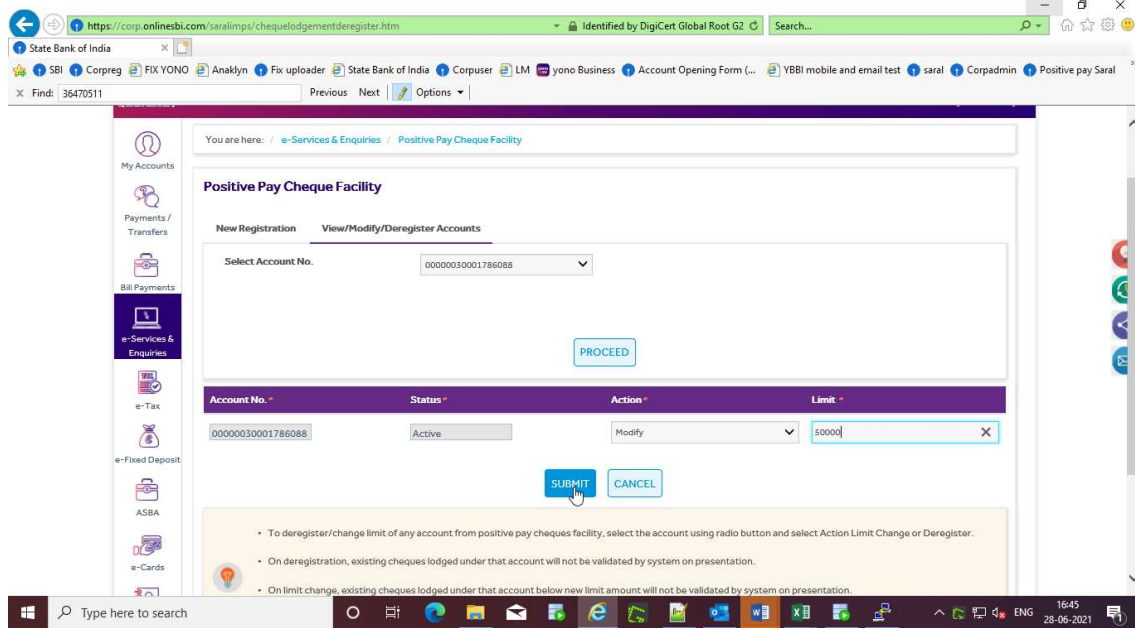 https://corp.onlinesbi.com/saralimps/chequelodgementderegister.htm Identified by DigiCert Global Root G2 Search...
State Bank of India
SBI Corpreg FIX YONO Anaklyn Fix uploader State Bank of India Corpuser LM yono Business Account Opening Form (... YBBI mobile and email test saral Corpadmin Positive pay Saral
× Find: 36470511 Previous Next Options
You are here: / e-Services & Enquiries / Positive Pay Cheque Facility
My Accounts
Positive Pay Cheque Facility
Payments /
Transfers
New Registration View/Modify/Deregister Accounts
Select Account No. 00000030001786088
Bill Payments
e-Services &
Enquiries
PROCEED
e-Tax
Account No.* Status* Action* Limit *
00000030001786088 Active Modify 50000
e-Fixed Deposit
SUBMIT CANCEL
ASBA
• To deregister/change limit of any account from positive pay cheques facility, select the account using radio button and select Action Limit Change or Deregister.
e-Cards
• On deregistration, existing cheques lodged under that account will not be validated by system on presentation.
• On limit change, existing cheques lodged under that account below new limit amount will not be validated by system on presentation.
Type here to search ENG 16:45
28-06-2021